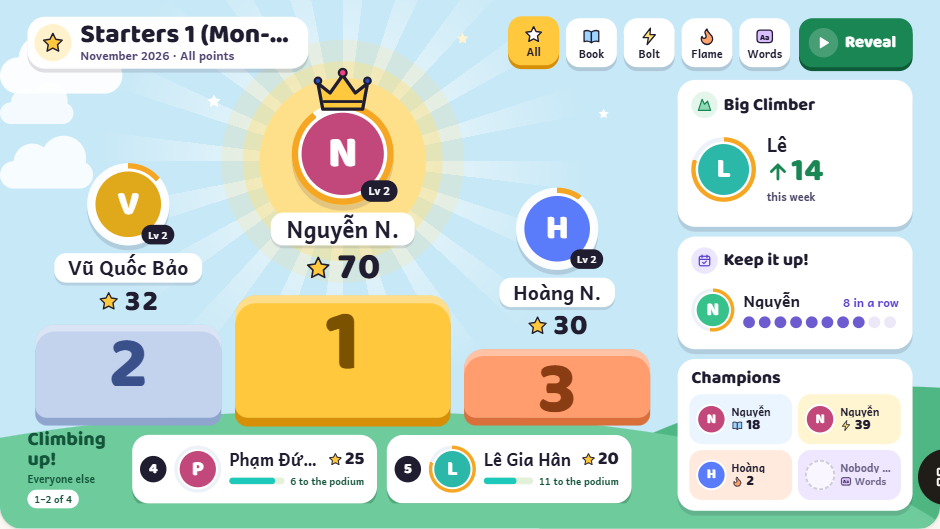 Starters 1 (Mon-...
November 2026 · All points
All
Book
Bolt
Flame
Aa
Words
Reveal
N
Lv 2
Nguyễn N.
70
V
Lv 2
Vũ Quốc Bảo
32
H
Lv 2
Hoàng N.
30
2
1
3
Big Climber
L
Lê
14
this week
Keep it up!
N
Nguyễn
8 in a row
Champions
N
Nguyễn
18
N
Nguyễn
39
H
Hoàng
2
Nobody ...
Aa Words
Climbing
up!
Everyone else
1–2 of 4
4
P
Phạm Đứ...
25
6 to the podium
5
L
Lê Gia Hân
20
11 to the podium